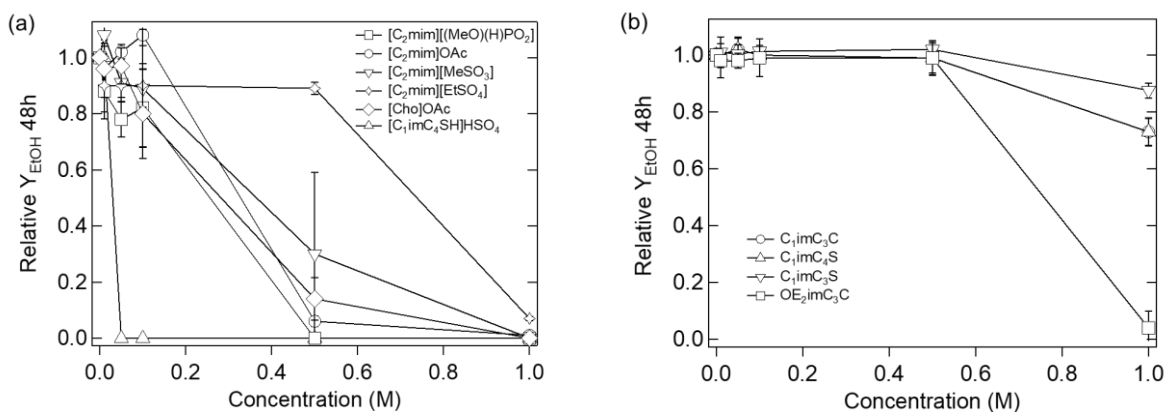 (a)
Relative Y_EtOH 48h
1.0
0.8
0.6
0.4
0.2
0.0
[C₂mim][(MeO)(H)PO₂]
[C₂mim]OAc
[C₂mim][MeSO₃]
[C₂mim][EtSO₄]
[Cho]OAc
[C₁imC₄SH]HSO₄
0.0 0.2 0.4 0.6 0.8 1.0
Concentration (M)
(b)
Relative Y_EtOH 48h
1.0
0.8
0.6
0.4
0.2
0.0
C₁imC₃C
C₁imC₄S
C₁imC₃S
OE₂imC₃C
0.0 0.2 0.4 0.6 0.8 1.0
Concentration (M)